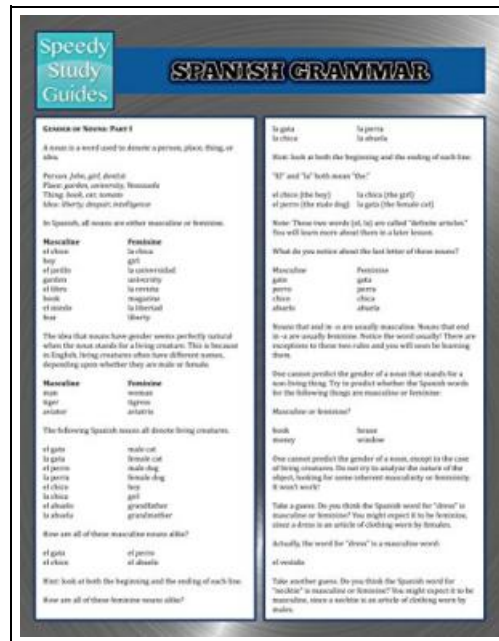 Speedy
Study
Guides
SPANISH GRAMMAR
GENDER OF NOUNS: PART I
A noun is a word used to denote a person, place, thing, or
idea.
Person: John, girl, dentist
Place: garden, university, Venezuela
Thing: book, car, tomato
Idea: liberty, despair, intelligence
In Spanish, all nouns are either masculine or feminine.
Masculine Feminine
el chico la chica
boy girl
el jardín la universidad
garden university
el libro la revista
book magazine
el miedo la libertad
fear liberty
The idea that nouns have gender seems perfectly natural
when the noun stands for a living creature. This is because
in English, living creatures often have different names,
depending upon whether they are male or female.
Masculine Feminine
man woman
tiger tigress
aviator aviatrix
The following Spanish nouns all denote living creatures.
el gato male cat
la gata female cat
el perro male dog
la perra female dog
el chico boy
la chica girl
el abuelo grandfather
la abuela grandmother
How are all of these masculine nouns alike?
el gato el perro
el chico el abuelo
Hint: look at both the beginning and the ending of each line.
How are all of these feminine nouns alike?
la gata la perra
la chica la abuela
Hint: look at both the beginning and the ending of each line.
"El" and "la" both mean "the."
el chico (the boy) la chica (the girl)
el perro (the male dog) la gata (the female cat)
Note: These two words (el, la) are called "definite articles."
You will learn more about them in a later lesson.
What do you notice about the last letter of these nouns?
Masculine Feminine
gato gata
perro perra
chico chica
abuelo abuela
Nouns that end in -o are usually masculine. Nouns that end
in -a are usually feminine. Notice the word usually! There are
exceptions to these two rules and you will soon be learning
them.
One cannot predict the gender of a noun that stands for a
non-living thing. Try to predict whether the Spanish words
for the following things are masculine or feminine:
Masculine or feminine?
book house
money window
One cannot predict the gender of a noun, except in the case
of living creatures. Do not try to analyze the nature of the
object, looking for some inherent masculinity or femininity.
It won't work!
Take a guess. Do you think the Spanish word for "dress" is
masculine or feminine? You might expect it to be feminine,
since a dress is an article of clothing worn by females.
Actually, the word for "dress" is a masculine word:
el vestido
Take another guess. Do you think the Spanish word for
"necktie" is masculine or feminine? You might expect it to be
masculine, since a necktie is an article of clothing worn by
males.